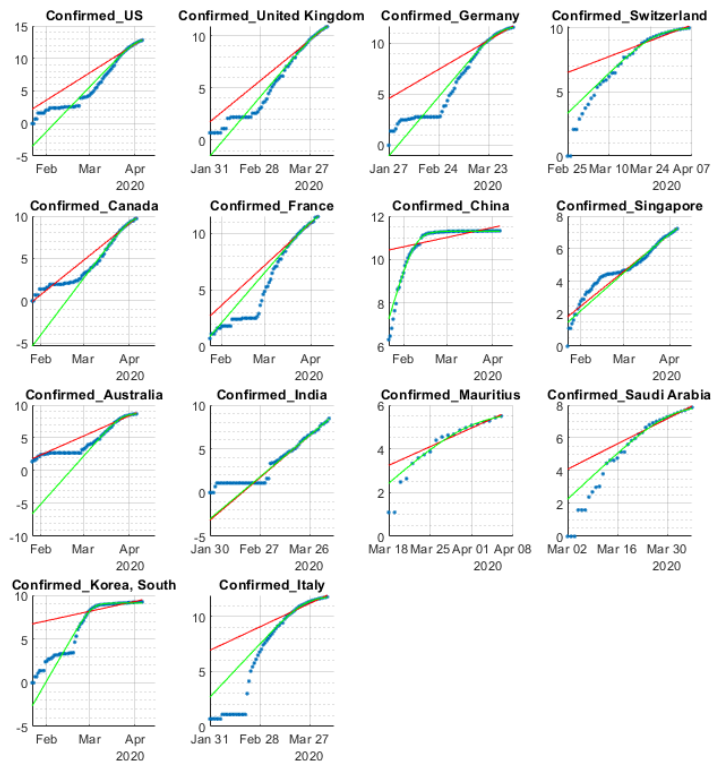 Confirmed_US
15
10
5
0
-5
Feb
Mar
Apr
2020
Confirmed_United Kingdom
10
5
0
Jan 31
Feb 28
Mar 27
2020
Confirmed_Germany
10
5
0
Jan 27
Feb 24
Mar 23
2020
Confirmed_Switzerland
10
5
0
Feb 25
Mar 10
Mar 24
Apr 07
2020
Confirmed_Canada
10
5
0
-5
Feb
Mar
Apr
2020
Confirmed_France
10
5
0
Feb
Mar
Apr
2020
Confirmed_China
12
10
8
6
Feb
Mar
Apr
2020
Confirmed_Singapore
8
6
4
2
0
Feb
Mar
Apr
2020
Confirmed_Australia
10
5
0
-5
-10
Feb
Mar
Apr
2020
Confirmed_India
10
5
0
-5
Jan 30
Feb 27
Mar 26
2020
Confirmed_Mauritius
6
4
2
0
Mar 18
Mar 25
Apr 01
Apr 08
2020
Confirmed_Saudi Arabia
8
6
4
2
0
Mar 02
Mar 16
Mar 30
2020
Confirmed_Korea, South
10
5
0
-5
Feb
Mar
Apr
2020
Confirmed_Italy
10
5
0
Jan 31
Feb 28
Mar 27
2020